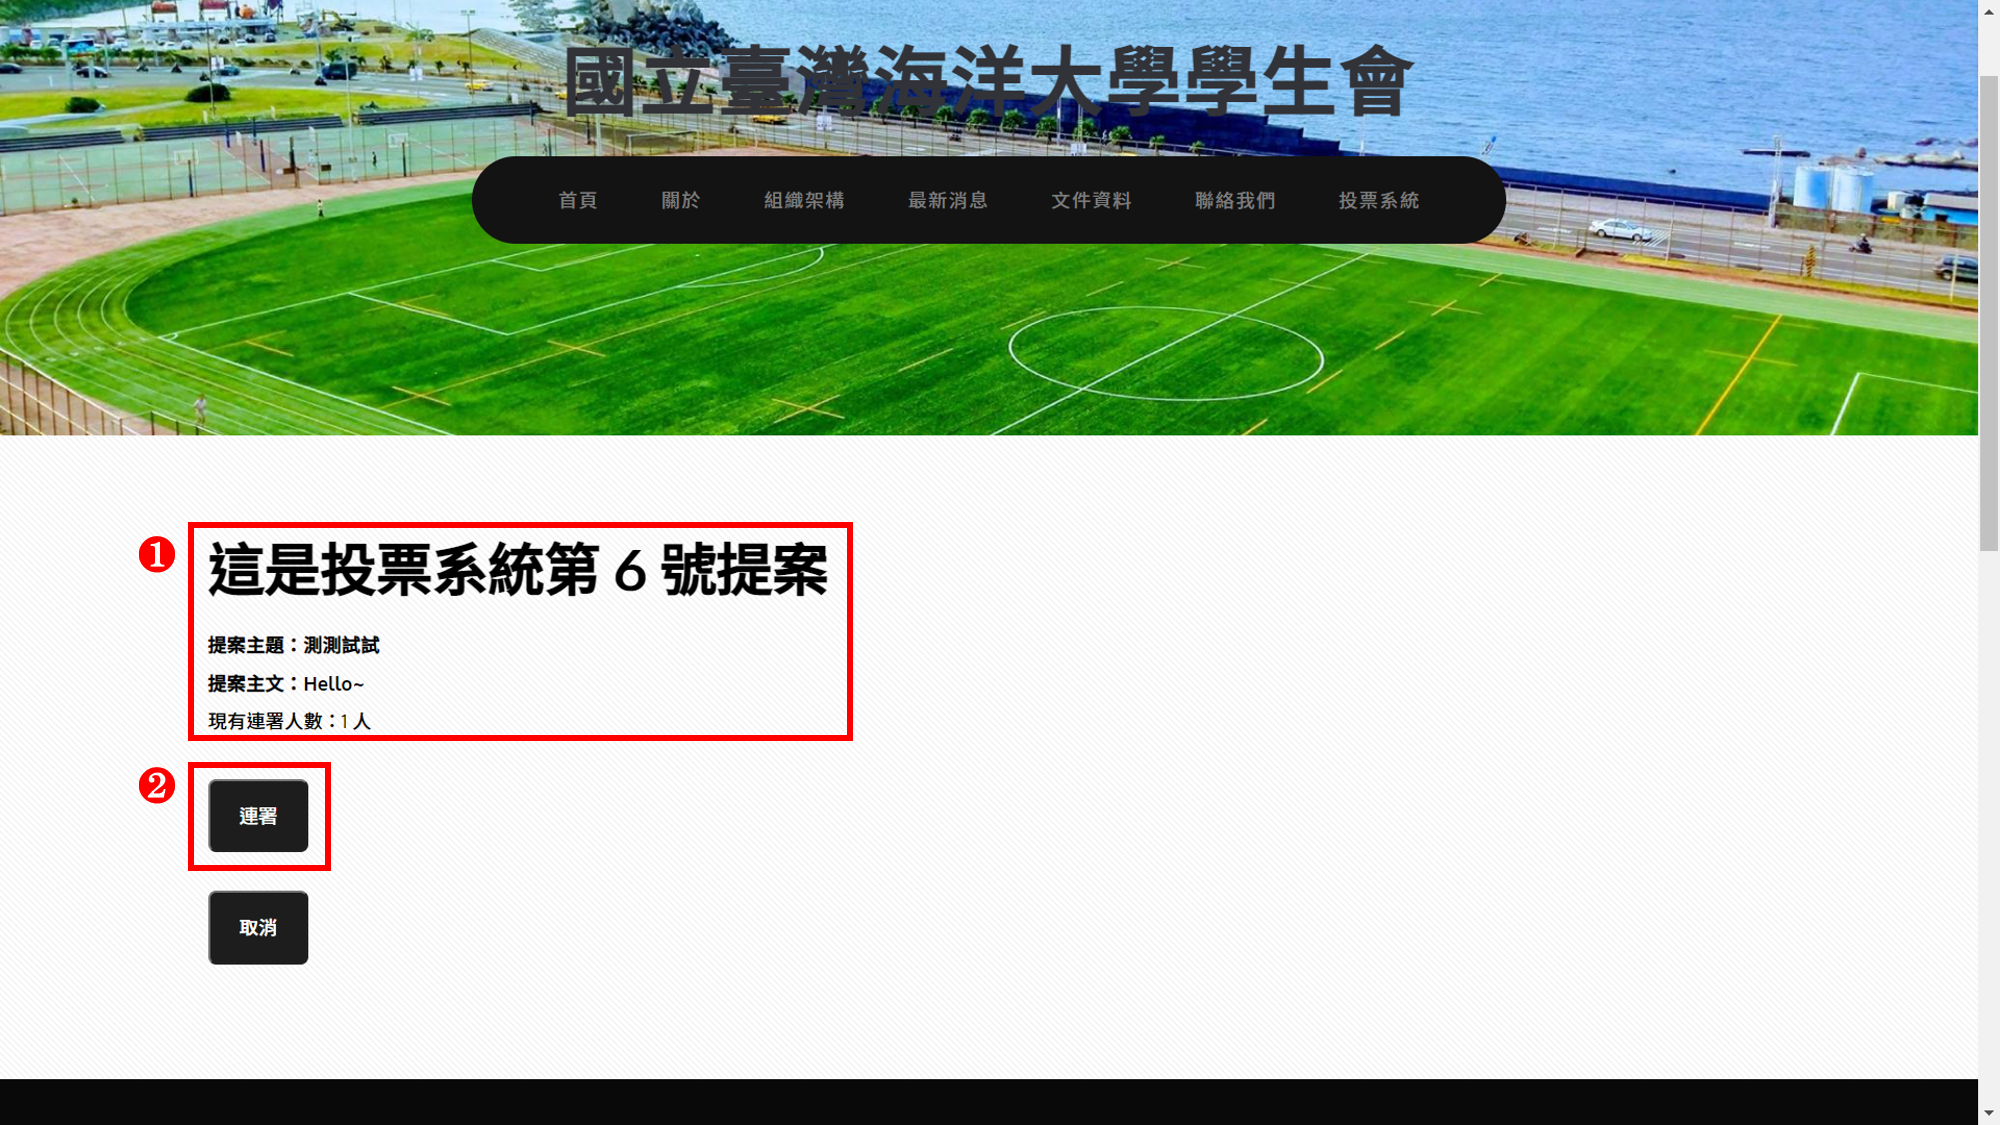 國立臺灣海洋大學學生會
首頁 關於 組織架構 最新消息 文件資料 聯絡我們 投票系統
1
這是投票系統第 6 號提案
提案主題：測測試試
提案主文：Hello~
現有連署人數：1 人
2
連署
取消